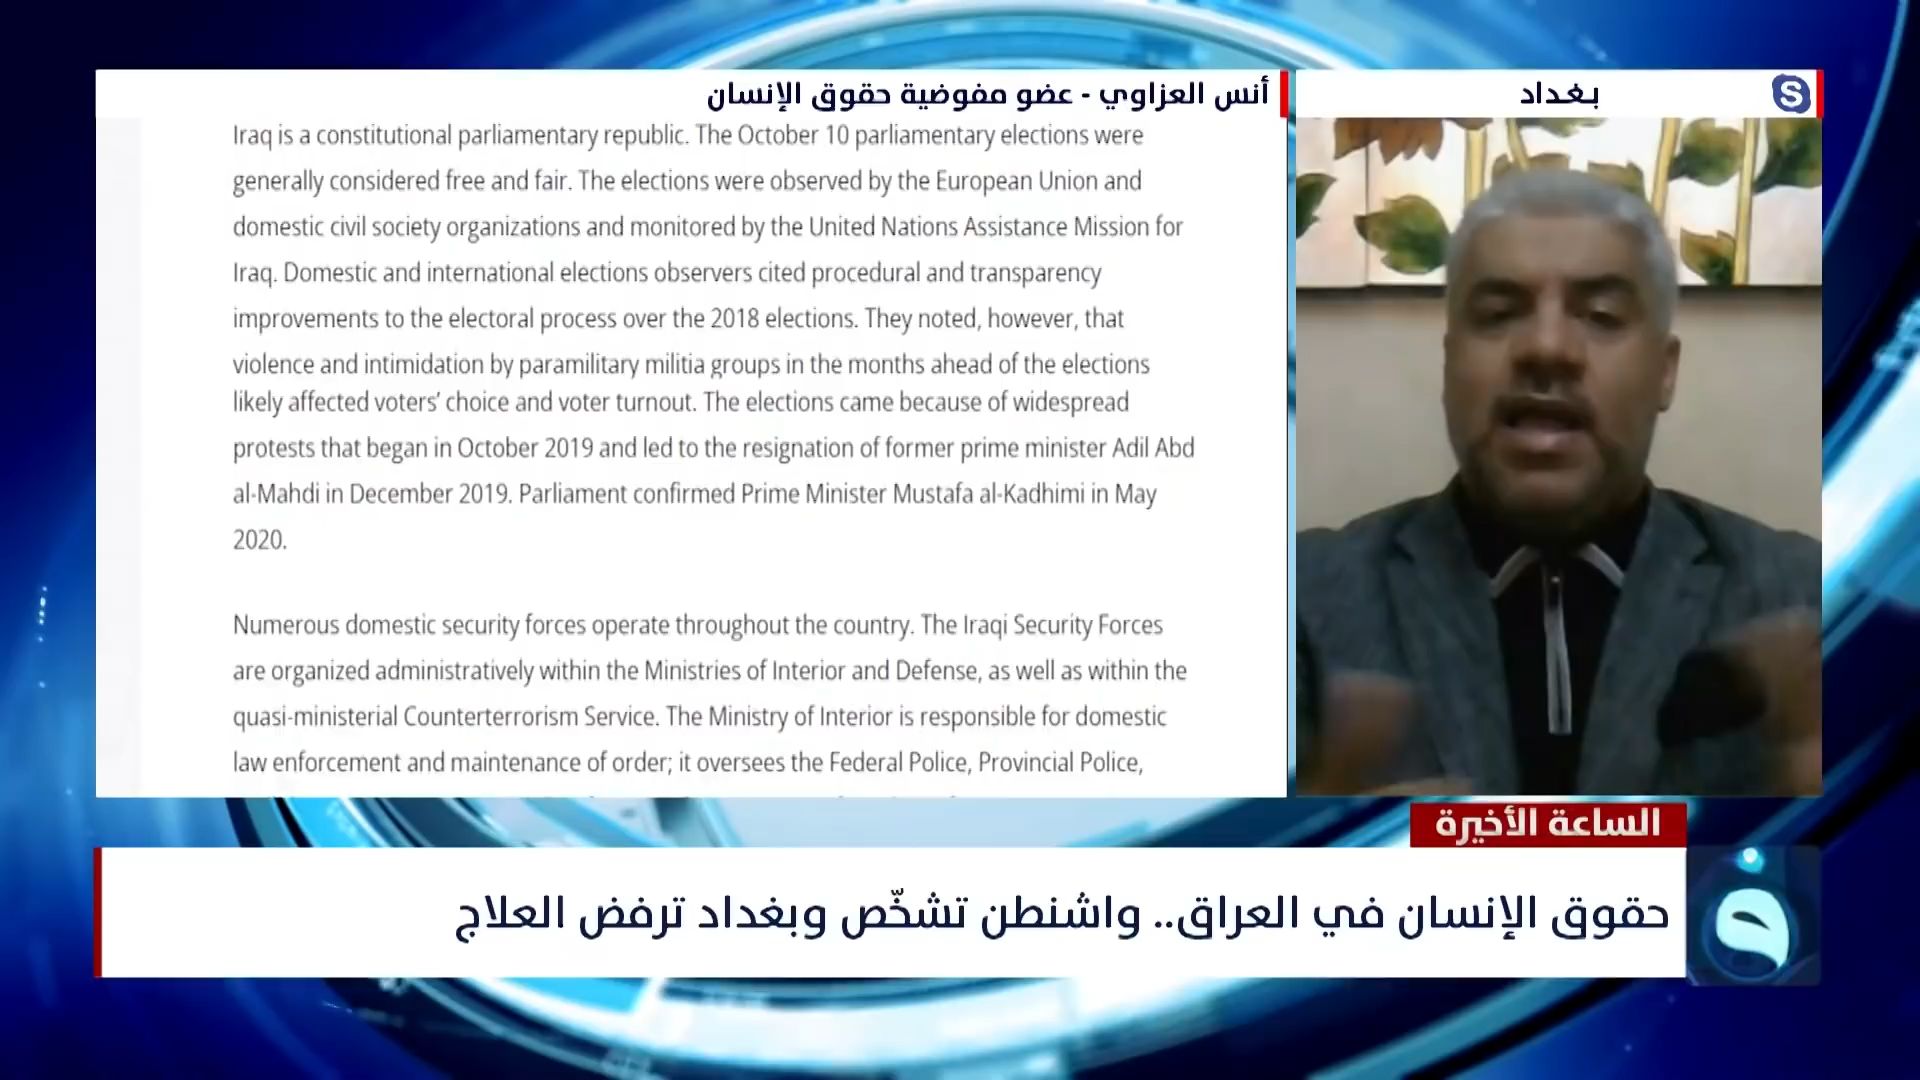 بغداد
أنس العزاوي - عضو مفوضية حقوق الإنسان
Iraq is a constitutional parliamentary republic. The October 10 parliamentary elections were
generally considered free and fair. The elections were observed by the European Union and
domestic civil society organizations and monitored by the United Nations Assistance Mission for
Iraq. Domestic and international elections observers cited procedural and transparency
improvements to the electoral process over the 2018 elections. They noted, however, that
violence and intimidation by paramilitary militia groups in the months ahead of the elections
likely affected voters’ choice and voter turnout. The elections came because of widespread
protests that began in October 2019 and led to the resignation of former prime minister Adil Abd
al-Mahdi in December 2019. Parliament confirmed Prime Minister Mustafa al-Kadhimi in May
2020.
Numerous domestic security forces operate throughout the country. The Iraqi Security Forces
are organized administratively within the Ministries of Interior and Defense, as well as within the
quasi-ministerial Counterterrorism Service. The Ministry of Interior is responsible for domestic
law enforcement and maintenance of order; it oversees the Federal Police, Provincial Police,
الساعة الأخيرة
حقوق الإنسان في العراق.. واشنطن تشخّص وبغداد ترفض العلاج